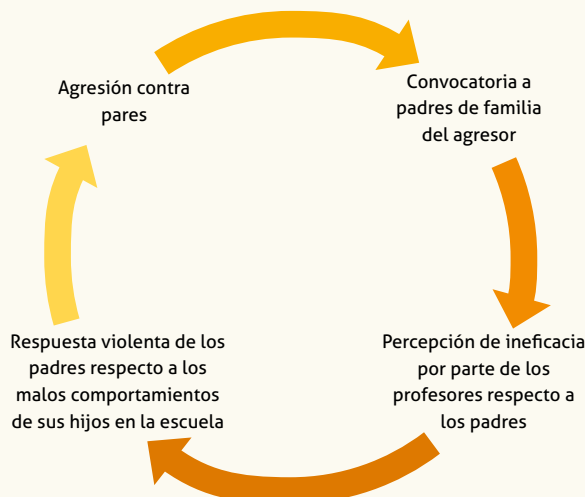 Agresión contra
pares
Convocatoria a
padres de familia
del agresor
Percepción de ineficacia
por parte de los
profesores respecto a
los padres
Respuesta violenta de los
padres respecto a los
malos comportamientos
de sus hijos en la escuela